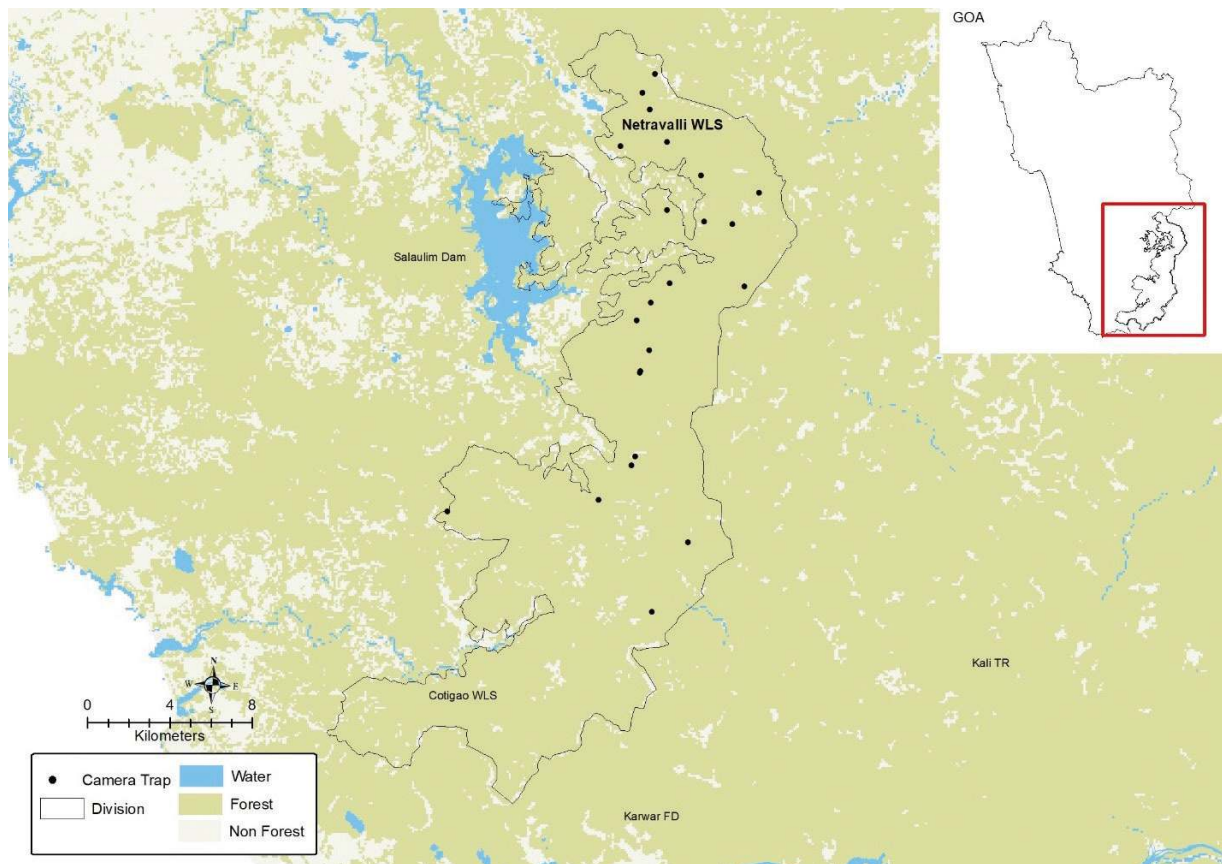 GOA
Netravalli WLS
Salaulim Dam
Kali TR
Cotigao WLS
Karwar FD
N
W E
S
0 4 8
Kilometers
Camera Trap
Division
Water
Forest
Non Forest